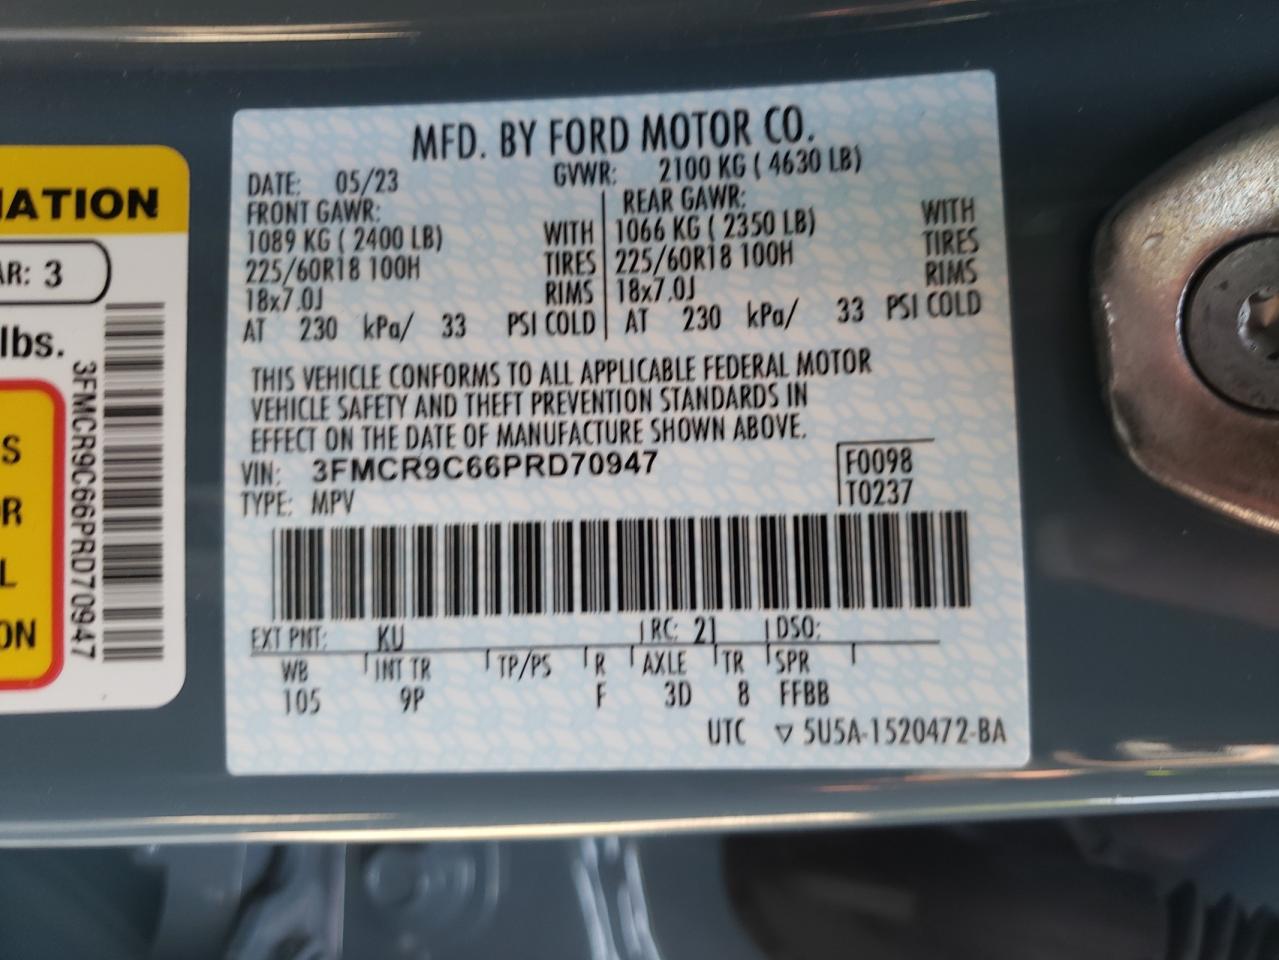 MFD. BY FORD MOTOR CO.
DATE: 05/23 GVWR: 2100 KG ( 4630 LB)
FRONT GAWR: REAR GAWR:
1089 KG ( 2400 LB) WITH 1066 KG ( 2350 LB) WITH
225/60R18 100H TIRES 225/60R18 100H TIRES
18x7.0J RIMS 18x7.0J RIMS
AT 230 kPa/ 33 PSI COLD AT 230 kPa/ 33 PSI COLD
THIS VEHICLE CONFORMS TO ALL APPLICABLE FEDERAL MOTOR
VEHICLE SAFETY AND THEFT PREVENTION STANDARDS IN
EFFECT ON THE DATE OF MANUFACTURE SHOWN ABOVE.
VIN: 3FMCR9C66PRD70947 F0098
TYPE: MPV T0237
EXT PNT: KU RC: 21 DSO:
WB INT TR TP/PS R AXLE TR SPR
105 9P F 3D 8 FFBB
UTC ▽ 5U5A-1520472-BA
IATION
AR: 3
lbs.
3FMCR9C66PRD70947
S
R
L
ON